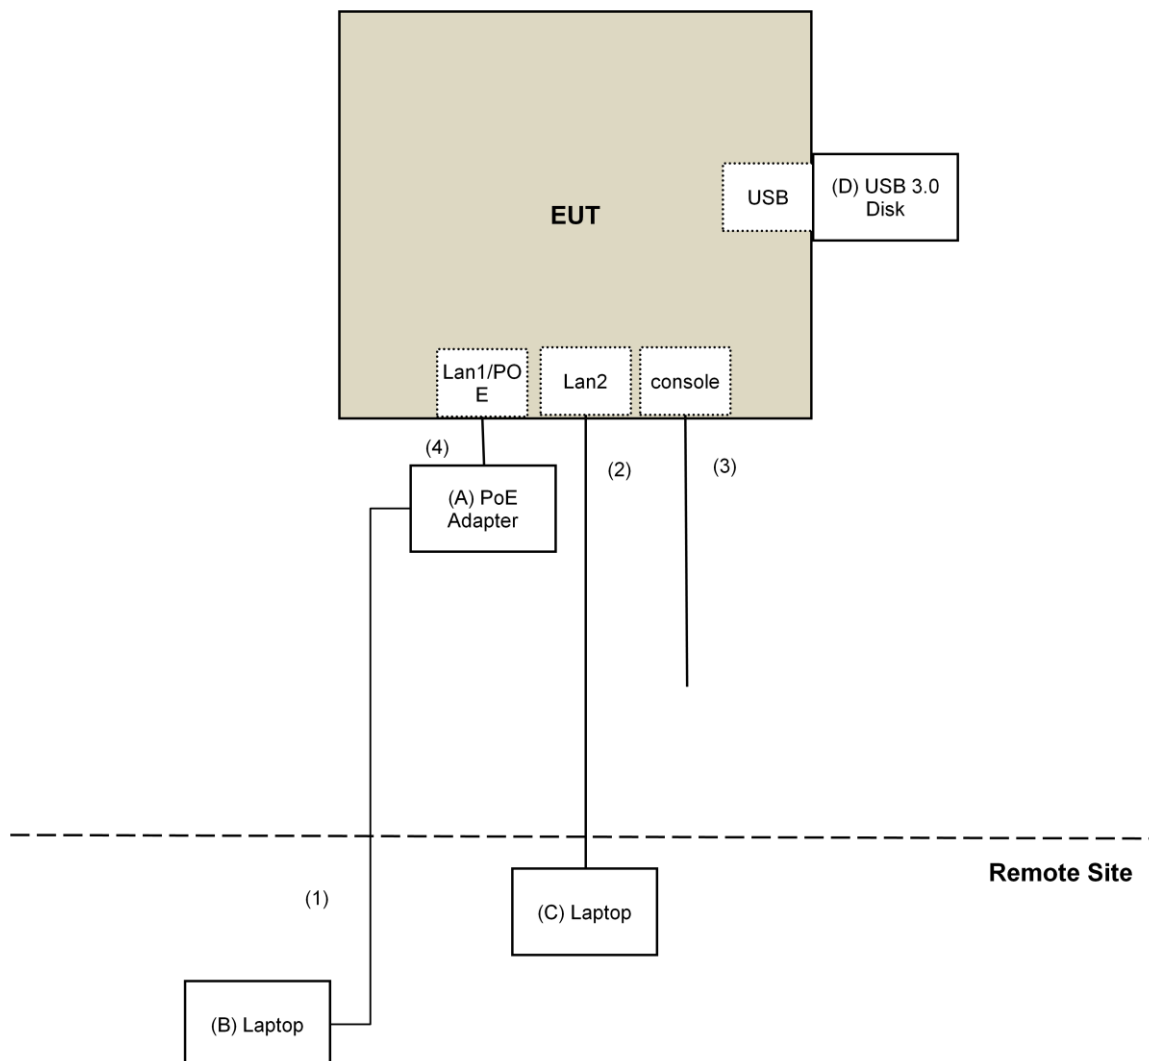 EUT
USB
(D) USB 3.0
Disk
Lan1/PO
E
Lan2
console
(4)
(2)
(3)
(A) PoE
Adapter
Remote Site
(1)
(C) Laptop
(B) Laptop